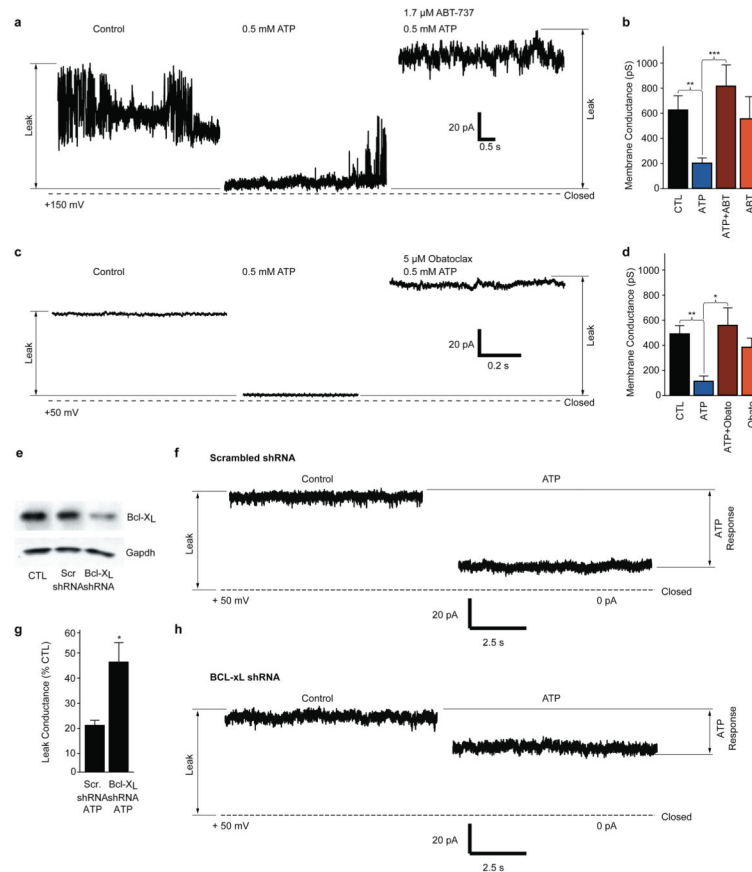 a
Control
0.5 mM ATP
1.7 µM ABT-737
0.5 mM ATP
Leak
Leak
20 pA
0.5 s
Closed
+150 mV
b
Membrane Conductance (pS)
1000
800
600
400
200
0
**
***
CTL
ATP
ATP+ABT
ABT
c
Control
0.5 mM ATP
5 µM Obatoclax
0.5 mM ATP
Leak
Leak
20 pA
0.2 s
Closed
+50 mV
d
Membrane Conductance (pS)
1000
800
600
400
200
0
**
*
CTL
ATP
ATP+Obato
Obato
e
Bcl-XL
Gapdh
CTL Scr Bcl-XL
shRNA shRNA
f
Scrambled shRNA
Control
ATP
Leak
ATP
Response
Closed
+ 50 mV
0 pA
20 pA
2.5 s
g
Leak Conductance (% CTL)
60
50
40
30
20
10
0
*
Scr. Bcl-XL
shRNA shRNA
ATP ATP
h
BCL-xL shRNA
Control
ATP
Leak
ATP
Response
Closed
+ 50 mV
0 pA
20 pA
2.5 s